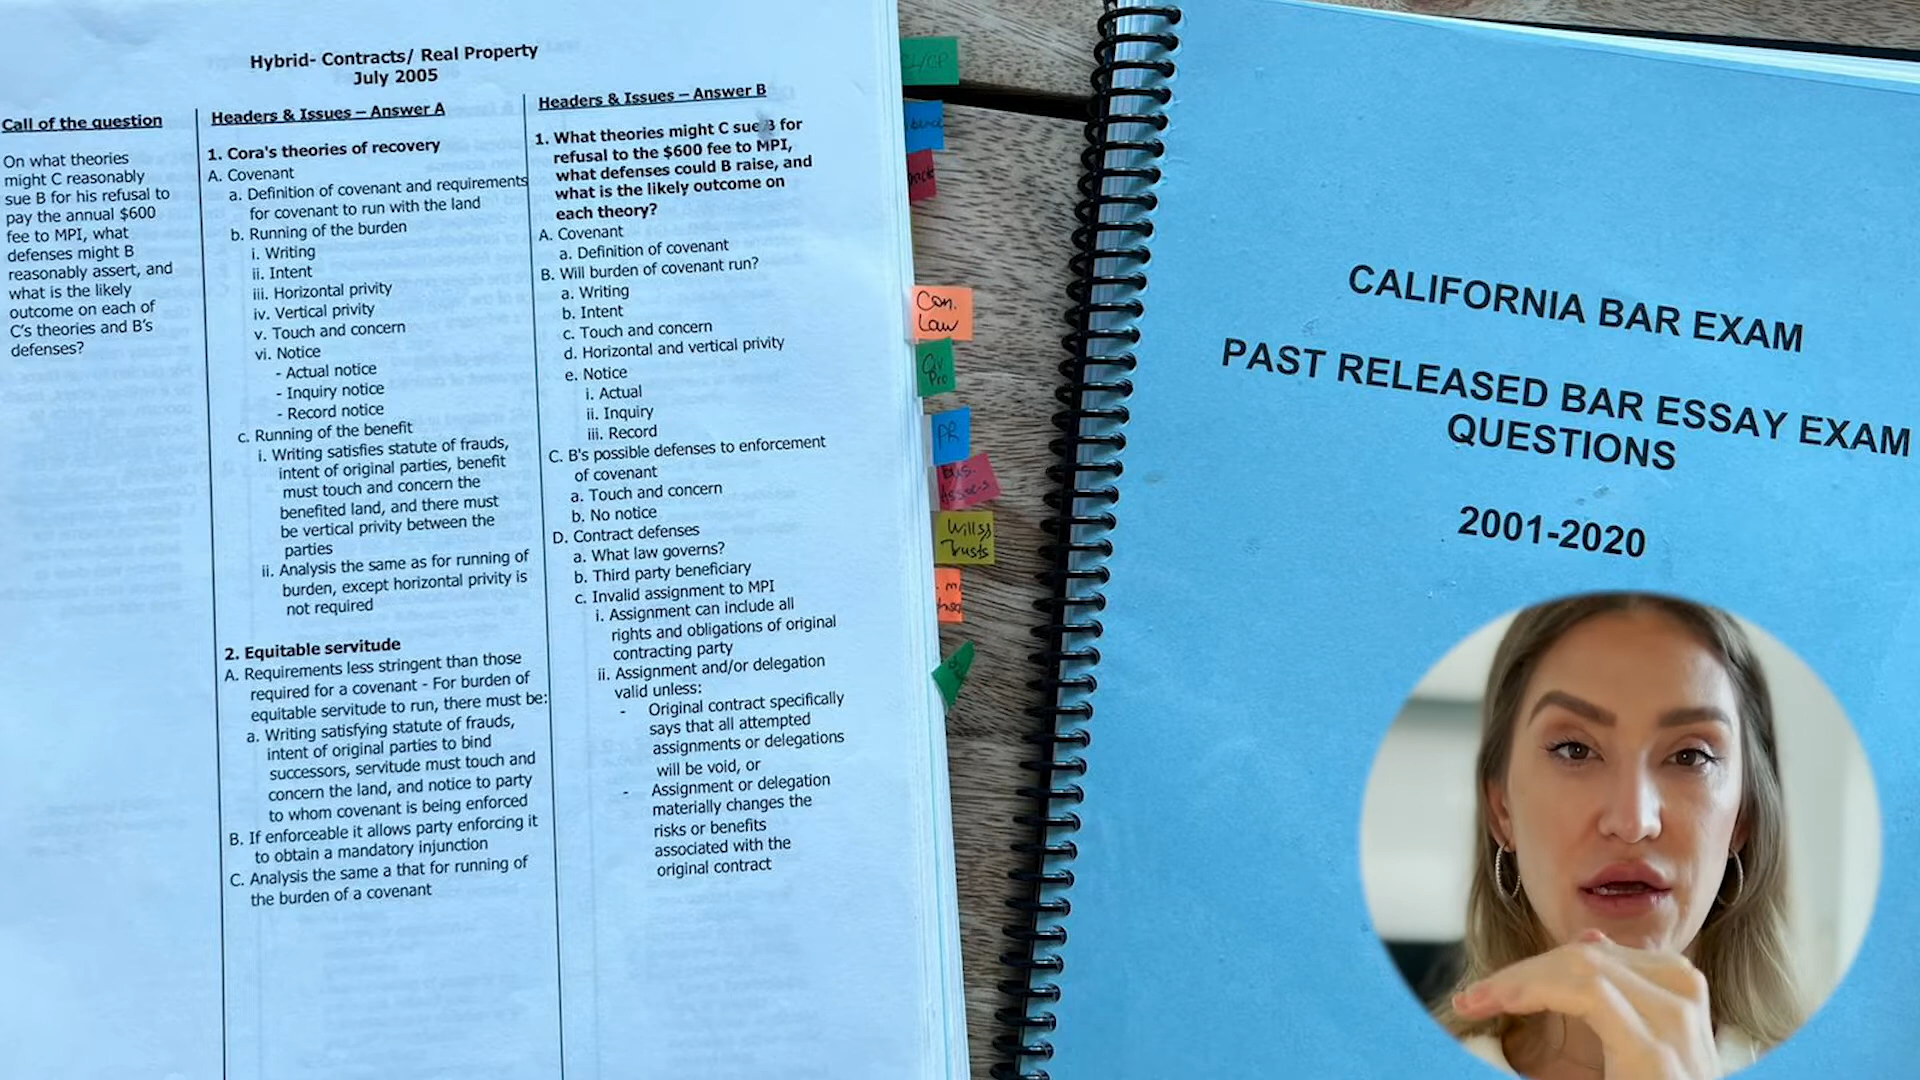 Hybrid- Contracts/ Real Property
July 2005
Call of the question
On what theories
might C reasonably
sue B for his refusal to
pay the annual $600
fee to MPI, what
defenses might B
reasonably assert, and
what is the likely
outcome on each of
C's theories and B's
defenses?
Headers & Issues – Answer A
1. Cora's theories of recovery
A. Covenant
a. Definition of covenant and requirements
for covenant to run with the land
b. Running of the burden
i. Writing
ii. Intent
iii. Horizontal privity
iv. Vertical privity
v. Touch and concern
vi. Notice
- Actual notice
- Inquiry notice
- Record notice
c. Running of the benefit
i. Writing satisfies statute of frauds,
intent of original parties, benefit
must touch and concern the
benefited land, and there must
be vertical privity between the
parties
ii. Analysis the same as for running of
burden, except horizontal privity is
not required
2. Equitable servitude
A. Requirements less stringent than those
required for a covenant - For burden of
equitable servitude to run, there must be:
a. Writing satisfying statute of frauds,
intent of original parties to bind
successors, servitude must touch and
concern the land, and notice to party
to whom covenant is being enforced
B. If enforceable it allows party enforcing it
to obtain a mandatory injunction
C. Analysis the same a that for running of
the burden of a covenant
Headers & Issues – Answer B
1. What theories might C sue B for
refusal to the $600 fee to MPI,
what defenses could B raise, and
what is the likely outcome on
each theory?
A. Covenant
a. Definition of covenant
B. Will burden of covenant run?
a. Writing
b. Intent
c. Touch and concern
d. Horizontal and vertical privity
e. Notice
i. Actual
ii. Inquiry
iii. Record
C. B's possible defenses to enforcement
of covenant
a. Touch and concern
b. No notice
D. Contract defenses
a. What law governs?
b. Third party beneficiary
c. Invalid assignment to MPI
i. Assignment can include all
rights and obligations of original
contracting party
ii. Assignment and/or delegation
valid unless:
- Original contract specifically
says that all attempted
assignments or delegations
will be void, or
- Assignment or delegation
materially changes the
risks or benefits
associated with the
original contract
Con.
Law
Civ
Pro
PR
Bus.
Wills &
Trusts
CALIFORNIA BAR EXAM
PAST RELEASED BAR ESSAY EXAM
QUESTIONS
2001-2020